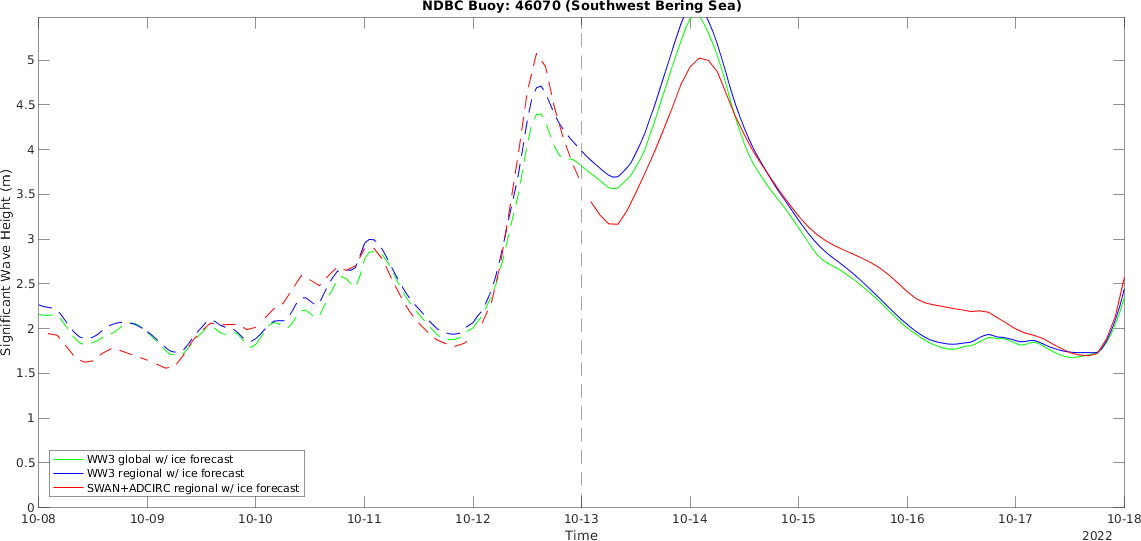 NDBC Buoy: 46070 (Southwest Bering Sea)
Significant Wave Height (m)
5
4.5
4
3.5
3
2.5
2
1.5
1
0.5
0
WW3 global w/ ice forecast
WW3 regional w/ ice forecast
SWAN+ADCIRC regional w/ ice forecast
10-08 10-09 10-10 10-11 10-12 10-13 10-14 10-15 10-16 10-17 10-18
Time
2022